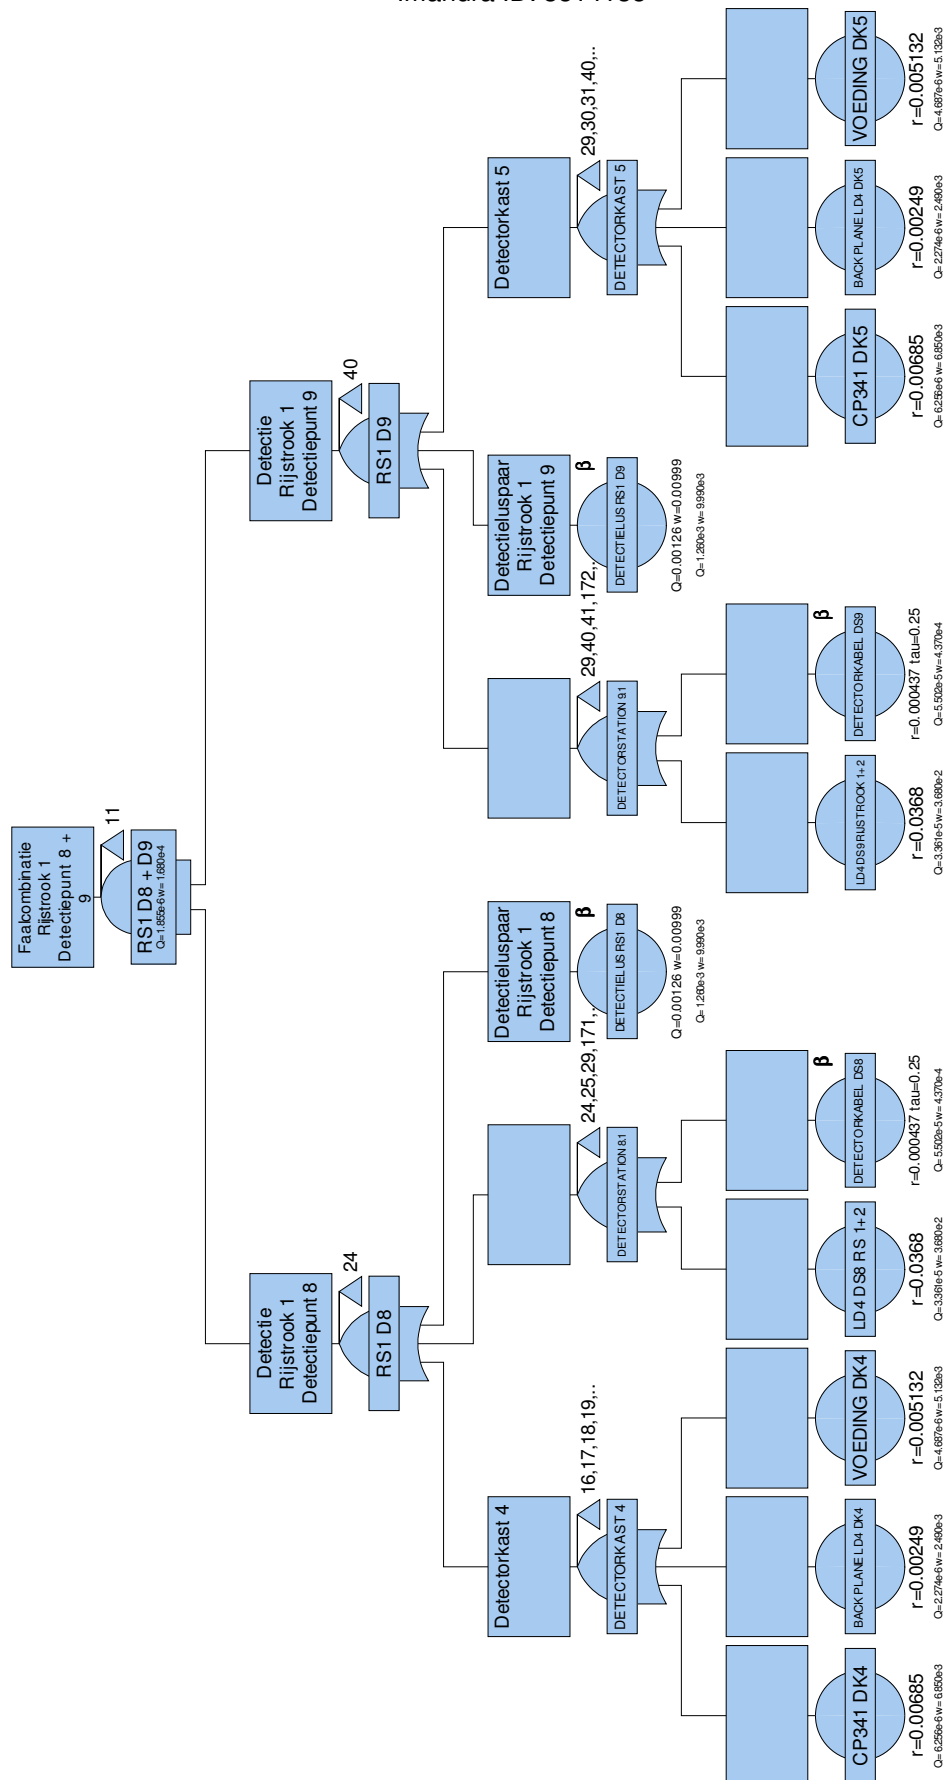 Faalcombinatie
Rijstrook 1
Detectiepunt 8 +
9
11
RS1 D8 + D9
Q=1.855e-6 w=1.680e-4
Detectie
Rijstrook 1
Detectiepunt 8
24
RS1 D8
Detectie
Rijstrook 1
Detectiepunt 9
40
RS1 D9
Detectorkast 4
16,17,18,19,..
DETECTORKAST 4
24,25,29,171,..
DETECTORSTATION 8.1
Detectieluspaar
Rijstrook 1
Detectiepunt 8
β
DETECTIELUS RS1 D8
Q=0.00126 w=0.00999
Q=1.260e-3 w=9.990e-3
29,40,41,172,..
DETECTORSTATION 9.1
Detectieluspaar
Rijstrook 1
Detectiepunt 9
β
DETECTIELUS RS1 D9
Q=0.00126 w=0.00999
Q=1.260e-3 w=9.990e-3
Detectorkast 5
29,30,31,40,..
DETECTORKAST 5
CP341 DK4
r=0.00685
Q=6.256e-6 w=6.850e-3
BACKPLANE LD4 DK4
r=0.00249
Q=2.274e-6 w=2.490e-3
VOEDING DK4
r=0.005132
Q=4.687e-6 w=5.132e-3
LD4 DS8 RS 1+2
r=0.0368
Q=3.361e-5 w=3.680e-2
β
DETECTORKABEL DS8
r=0.000437 tau=0.25
Q=5.502e-5 w=4.370e-4
LD4 DS9 RIJSTROOK 1+2
r=0.0368
Q=3.361e-5 w=3.680e-2
β
DETECTORKABEL DS9
r=0.000437 tau=0.25
Q=5.502e-5 w=4.370e-4
CP341 DK5
r=0.00685
Q=6.256e-6 w=6.850e-3
BACKPLANE LD4 DK5
r=0.00249
Q=2.274e-6 w=2.490e-3
VOEDING DK5
r=0.005132
Q=4.687e-6 w=5.132e-3